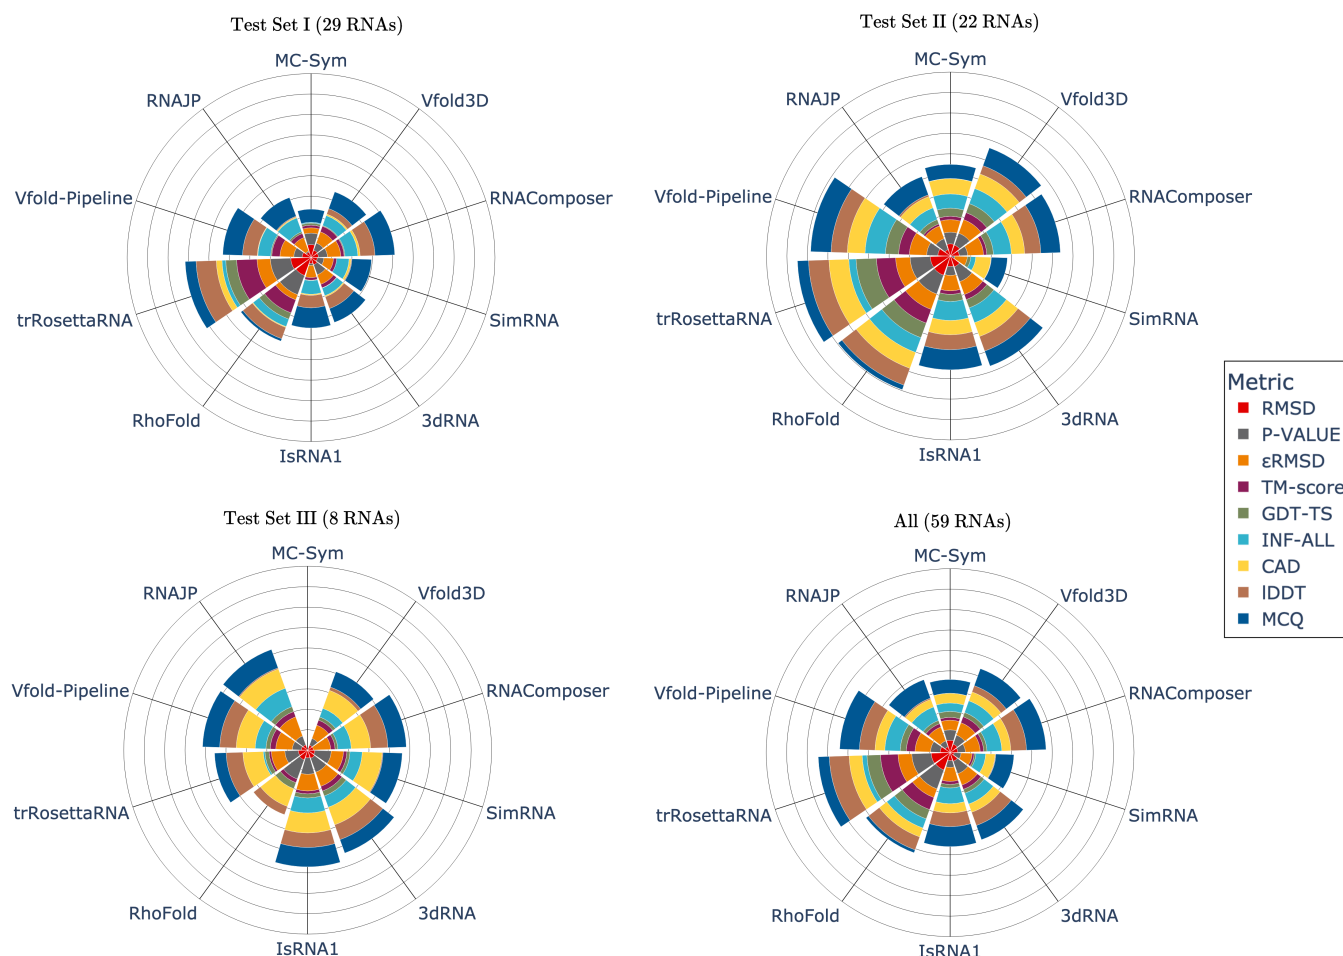 Test Set I (29 RNAs)
MC-Sym
Vfold3D
RNAComposer
SimRNA
3dRNA
IsRNA1
RhoFold
trRosettaRNA
Vfold-Pipeline
RNAJP
Test Set II (22 RNAs)
MC-Sym
Vfold3D
RNAComposer
SimRNA
3dRNA
IsRNA1
RhoFold
trRosettaRNA
Vfold-Pipeline
RNAJP
Metric
RMSD
P-VALUE
εRMSD
TM-score
GDT-TS
INF-ALL
CAD
lDDT
MCQ
Test Set III (8 RNAs)
MC-Sym
Vfold3D
RNAComposer
SimRNA
3dRNA
IsRNA1
RhoFold
trRosettaRNA
Vfold-Pipeline
RNAJP
All (59 RNAs)
MC-Sym
Vfold3D
RNAComposer
SimRNA
3dRNA
IsRNA1
RhoFold
trRosettaRNA
Vfold-Pipeline
RNAJP